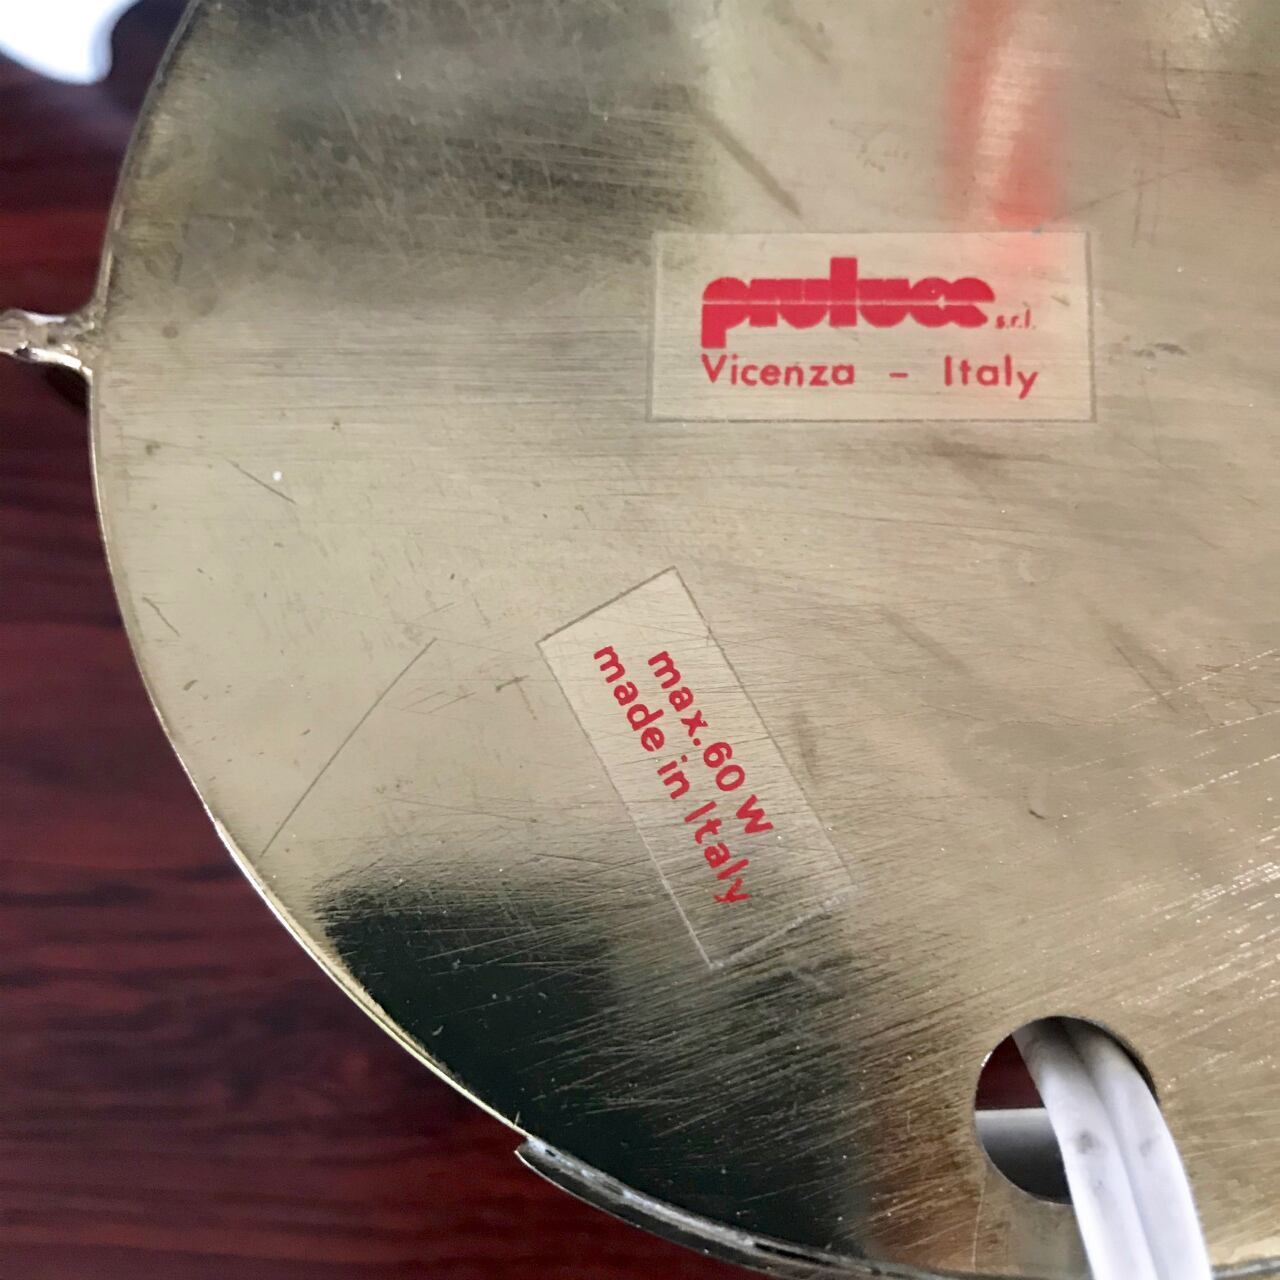 proluce s.r.l.
Vicenza - Italy
max. 60 W
made in Italy